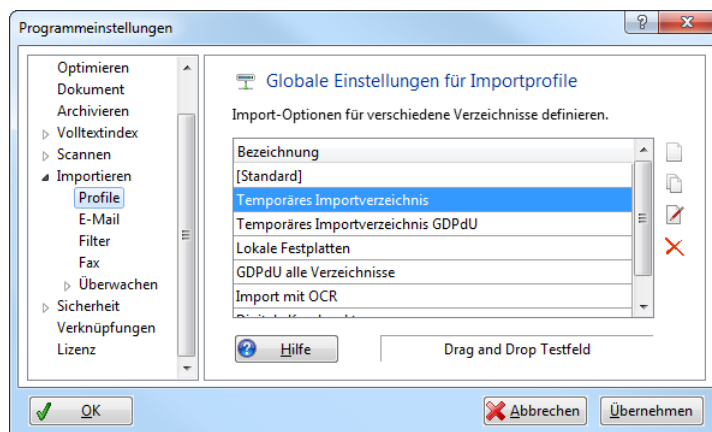 Programmeinstellungen
Optimieren
Dokument
Archivieren
Volltextindex
Scannen
Importieren
Profile
E-Mail
Filter
Fax
Überwachen
Sicherheit
Verknüpfungen
Lizenz
Globale Einstellungen für Importprofile
Import-Optionen für verschiedene Verzeichnisse definieren.
Bezeichnung
[Standard]
Temporäres Importverzeichnis
Temporäres Importverzeichnis GDPdU
Lokale Festplatten
GDPdU alle Verzeichnisse
Import mit OCR
Hilfe
Drag and Drop Testfeld
OK
Abbrechen
Übernehmen